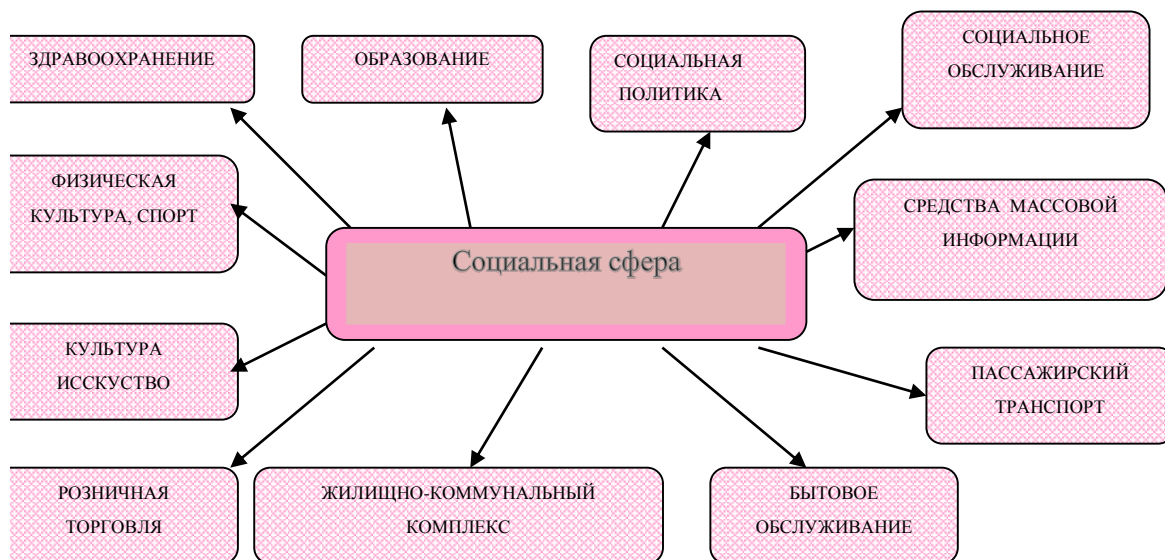 ЗДРАВООХРАНЕНИЕ
ОБРАЗОВАНИЕ
СОЦИАЛЬНАЯ
ПОЛИТИКА
СОЦИАЛЬНОЕ
ОБСЛУЖИВАНИЕ
ФИЗИЧЕСКАЯ
КУЛЬТУРА, СПОРТ
СРЕДСТВА МАССОВОЙ
ИНФОРМАЦИИ
Социальная сфера
КУЛЬТУРА
ИССКУСТВО
ПАССАЖИРСКИЙ
ТРАНСПОРТ
РОЗНИЧНАЯ
ТОРГОВЛЯ
ЖИЛИЩНО-КОММУНАЛЬНЫЙ
КОМПЛЕКС
БЫТОВОЕ
ОБСЛУЖИВАНИЕ